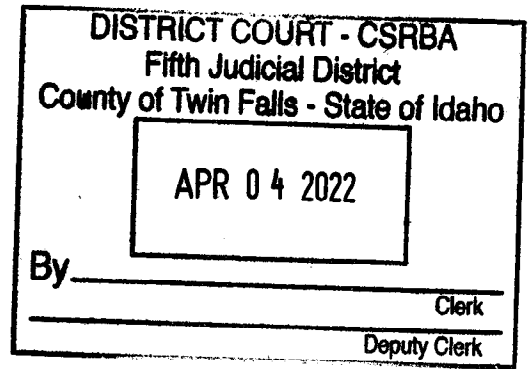 DISTRICT COURT - CSRBA
Fifth Judicial District
County of Twin Falls - State of Idaho
APR 04 2022
By
Clerk
Deputy Clerk